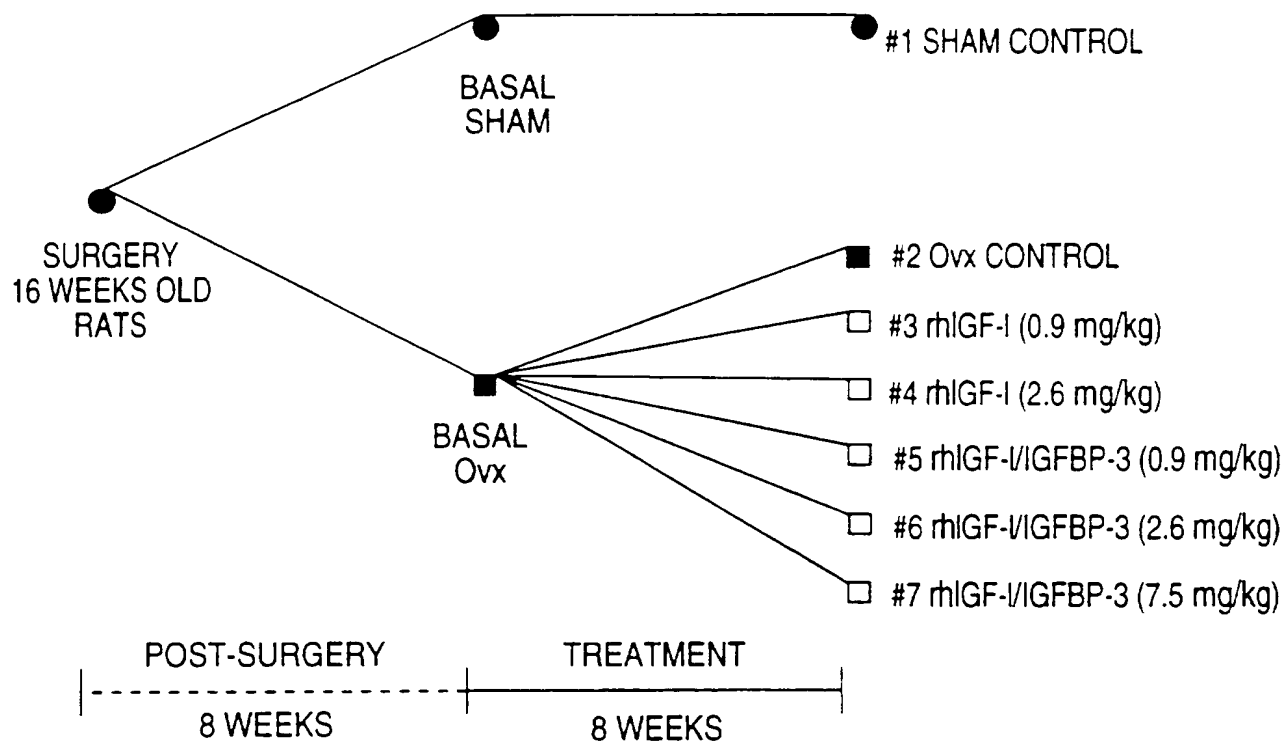 #1 SHAM CONTROL
BASAL
SHAM
SURGERY
16 WEEKS OLD
RATS
#2 Ovx CONTROL
#3 rhIGF-I (0.9 mg/kg)
#4 rhIGF-I (2.6 mg/kg)
BASAL
Ovx
#5 rhIGF-I/IGFBP-3 (0.9 mg/kg)
#6 rhIGF-I/IGFBP-3 (2.6 mg/kg)
#7 rhIGF-I/IGFBP-3 (7.5 mg/kg)
POST-SURGERY
TREATMENT
8 WEEKS
8 WEEKS